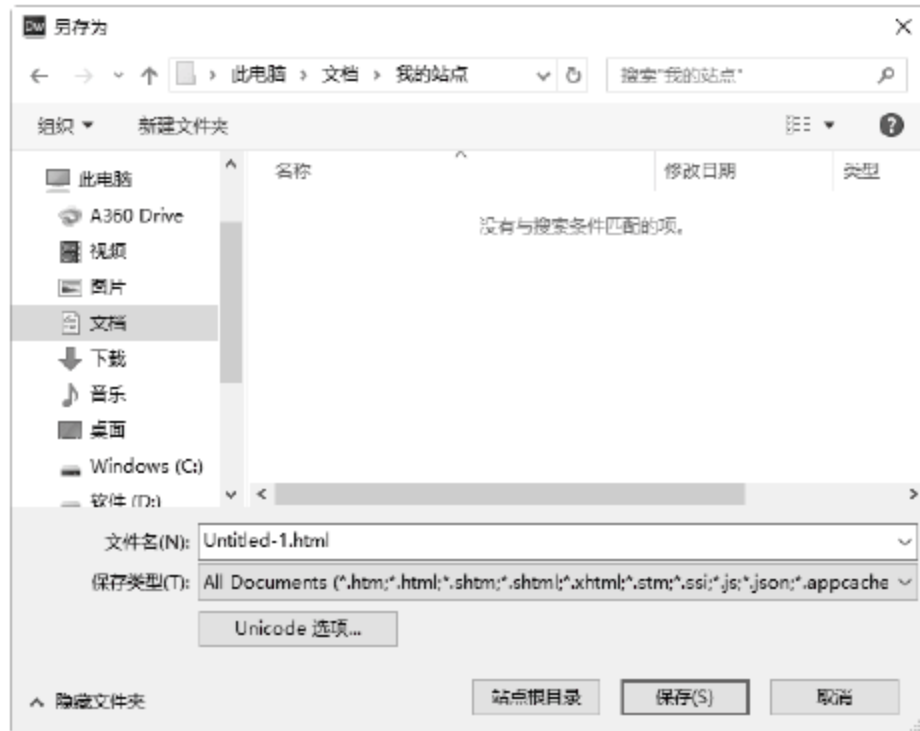 Dw 另存为
此电脑 › 文档 › 我的站点
搜索"我的站点"
组织
新建文件夹
名称
修改日期
类型
没有与搜索条件匹配的项。
此电脑
A360 Drive
视频
图片
文档
下载
音乐
桌面
Windows (C:)
软件 (D:)
文件名(N): Untitled-1.html
保存类型(T): All Documents (*.htm;*.html;*.shtm;*.shtml;*.xhtml;*.stm;*.ssi;*.js;*.json;*.appcache
Unicode 选项...
隐藏文件夹
站点根目录
保存(S)
取消